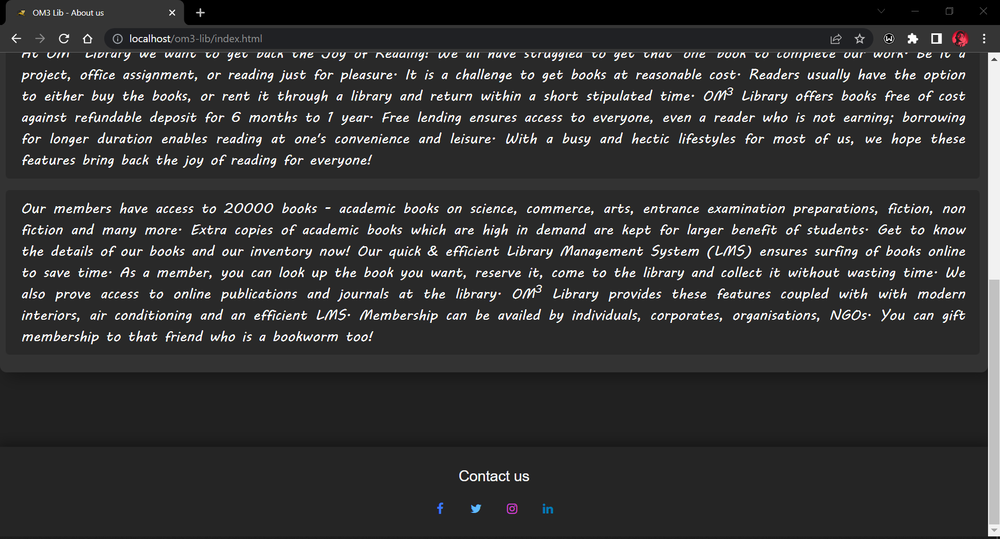 OM3 Lib - About us
localhost/om3-lib/index.html
At OM³ Library we want to get back the Joy of Reading! We all have struggled to get that one book to complete our work. Be it a
project, office assignment, or reading just for pleasure. It is a challenge to get books at reasonable cost. Readers usually have the option
to either buy the books, or rent it through a library and return within a short stipulated time. OM³ Library offers books free of cost
against refundable deposit for 6 months to 1 year. Free lending ensures access to everyone, even a reader who is not earning; borrowing
for longer duration enables reading at one's convenience and leisure. With a busy and hectic lifestyles for most of us, we hope these
features bring back the joy of reading for everyone!
Our members have access to 20000 books - academic books on science, commerce, arts, entrance examination preparations, fiction, non
fiction and many more. Extra copies of academic books which are high in demand are kept for larger benefit of students. Get to know
the details of our books and our inventory now! Our quick & efficient Library Management System (LMS) ensures surfing of books online
to save time. As a member, you can look up the book you want, reserve it, come to the library and collect it without wasting time. We
also prove access to online publications and journals at the library. OM³ Library provides these features coupled with with modern
interiors, air conditioning and an efficient LMS. Membership can be availed by individuals, corporates, organisations, NGOs. You can gift
membership to that friend who is a bookworm too!
Contact us